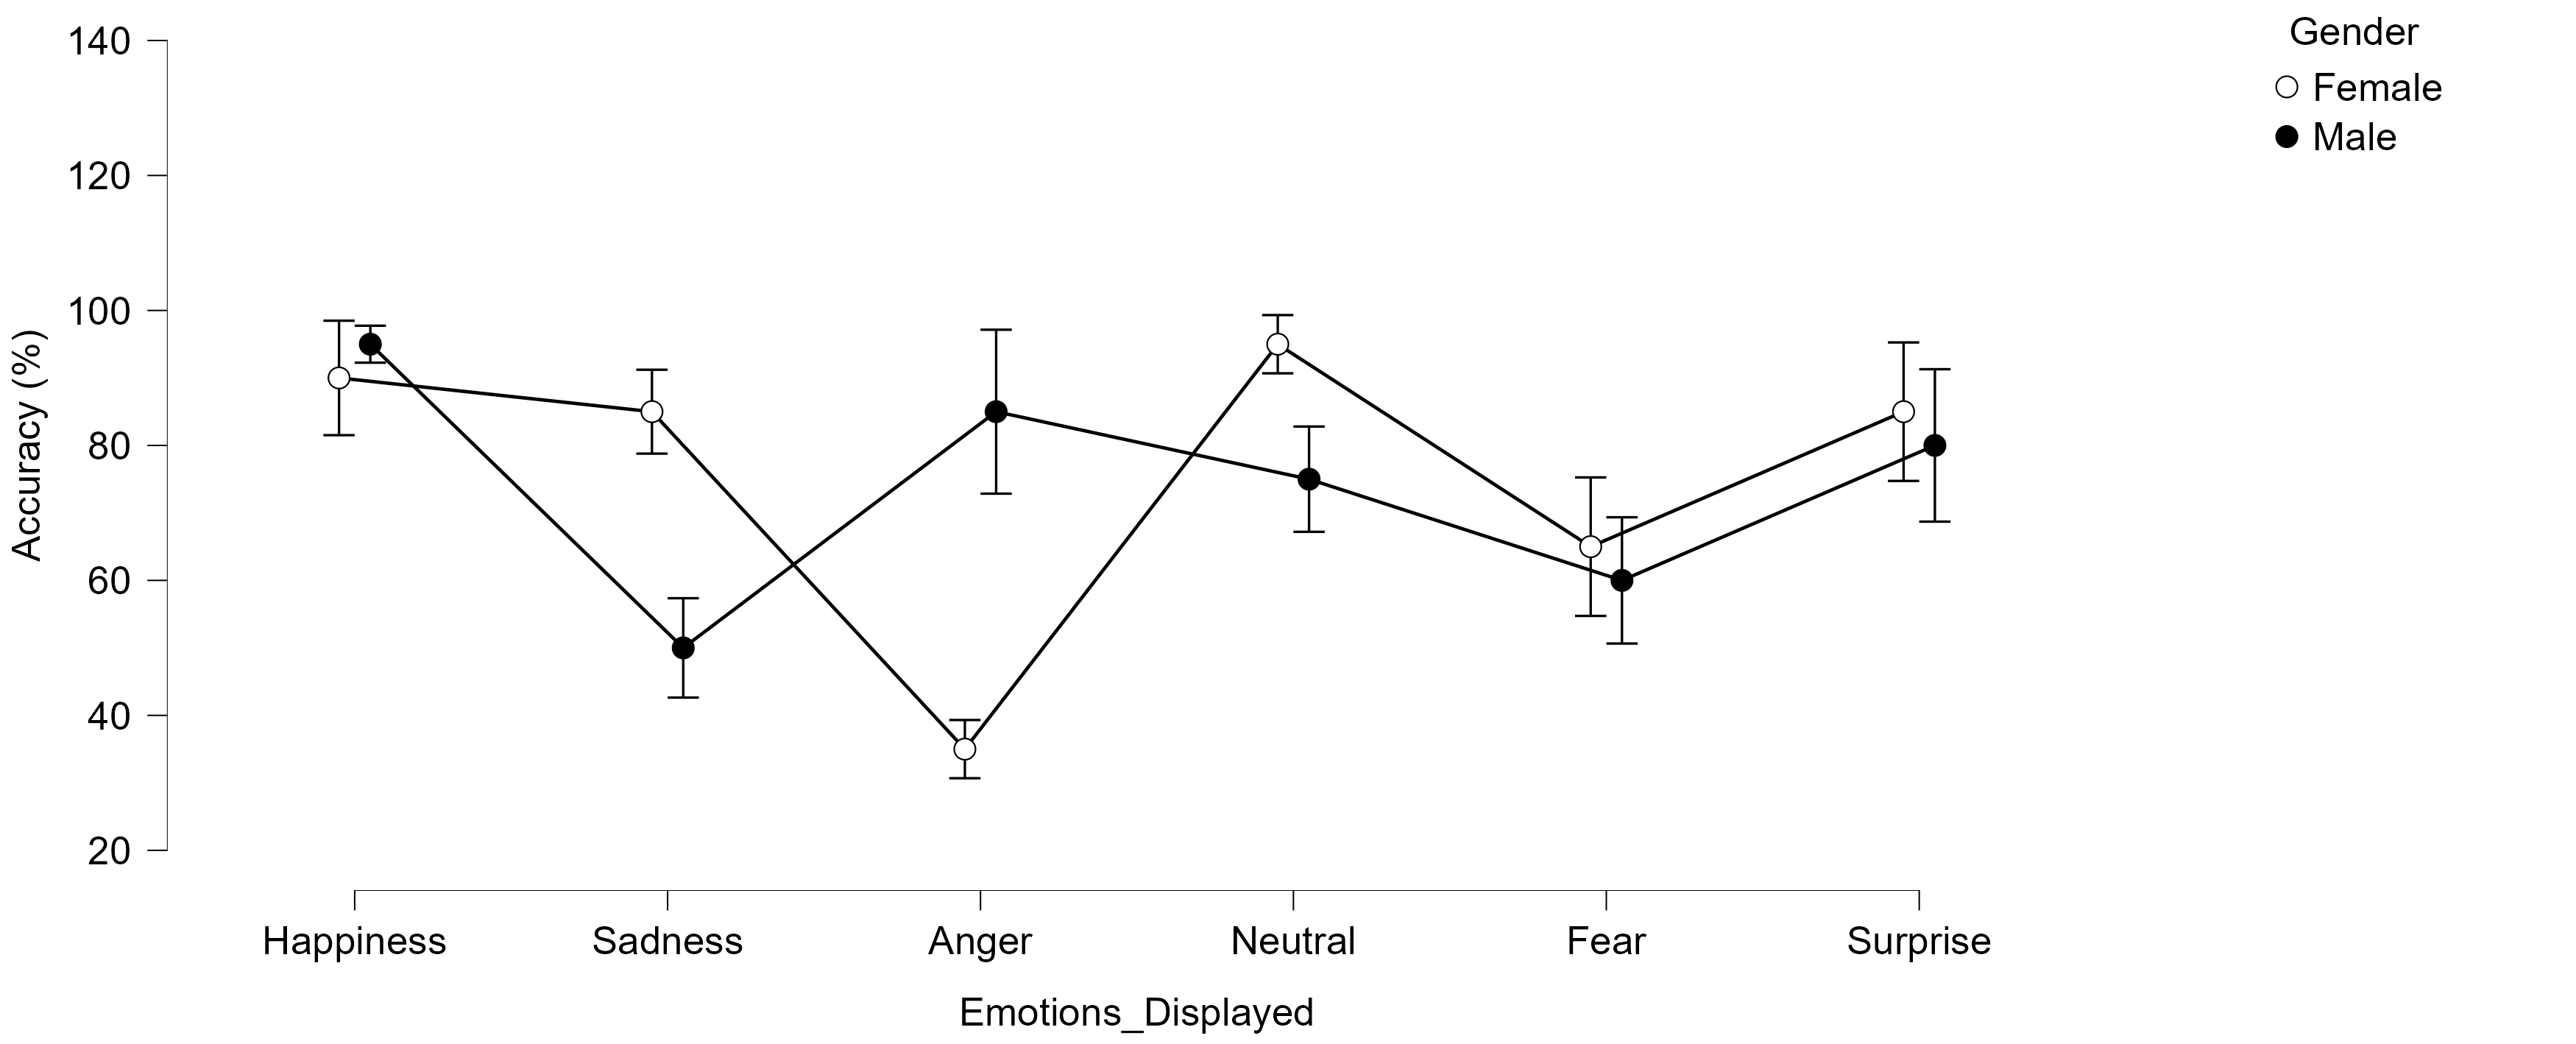 Gender
Female
Male
140
120
100
80
60
40
20
Accuracy (%)
Happiness Sadness Anger Neutral Fear Surprise
Emotions_Displayed